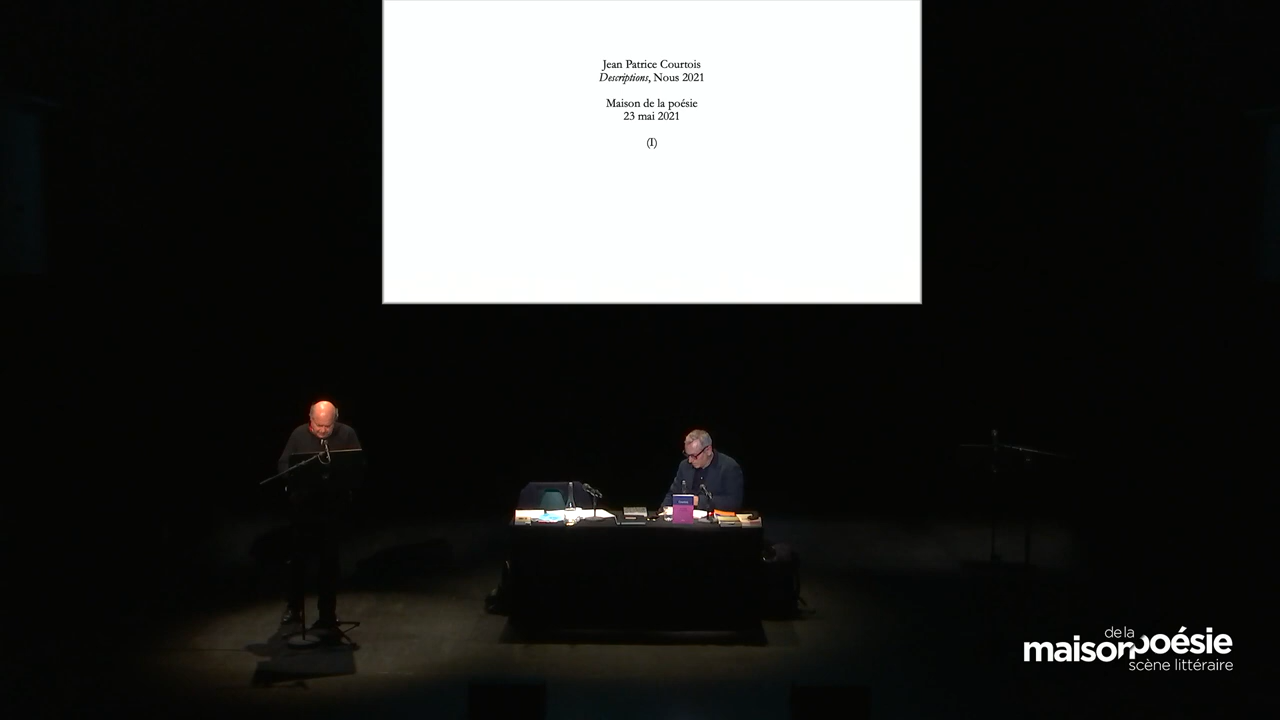 Jean Patrice Courtois
Descriptions, Nous 2021
Maison de la poésie
23 mai 2021
(I)
de la
maison poésie
scène littéraire